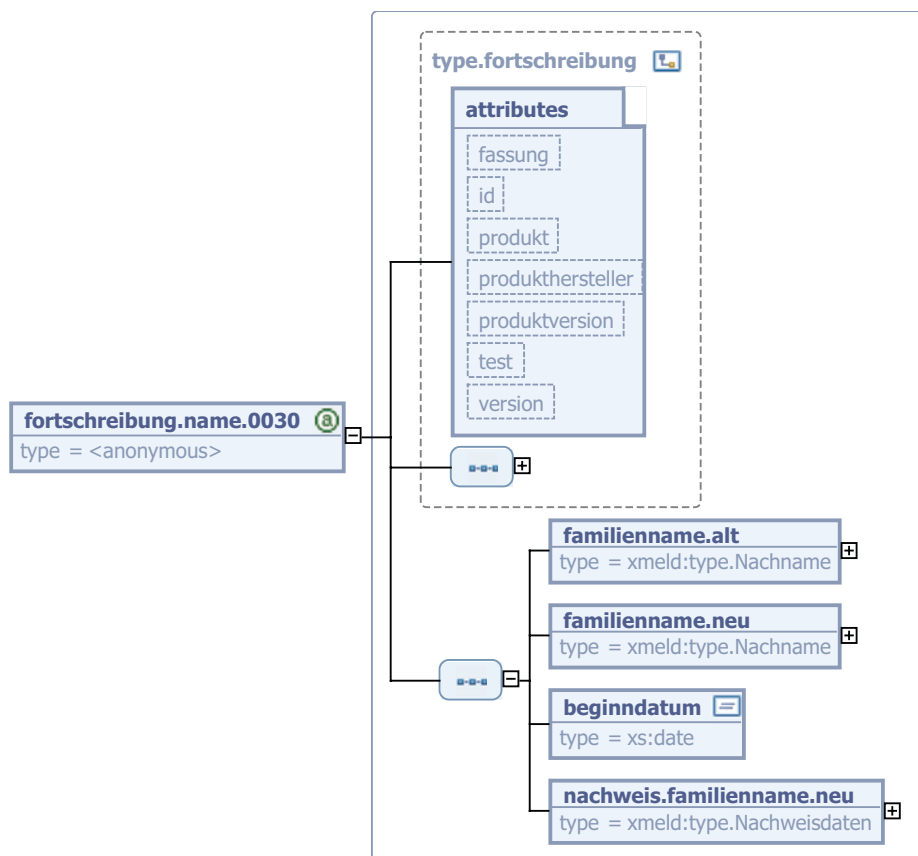 type.fortschreibung
attributes
fassung
id
produkt
produkthersteller
produktversion
test
version
fortschreibung.name.0030 a
type = <anonymous>
familienname.alt
type = xmeld:type.Nachname
familienname.neu
type = xmeld:type.Nachname
beginndatum
type = xs:date
nachweis.familienname.neu
type = xmeld:type.Nachweisdaten